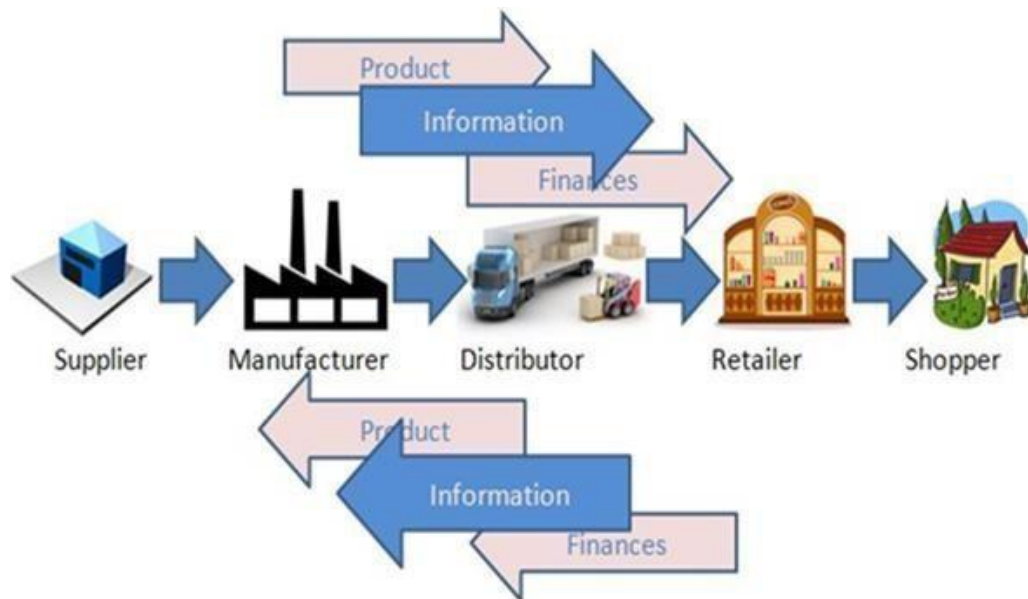 Product
Information
Finances
Supplier
Manufacturer
Distributor
Retailer
Shopper
Product
Information
Finances